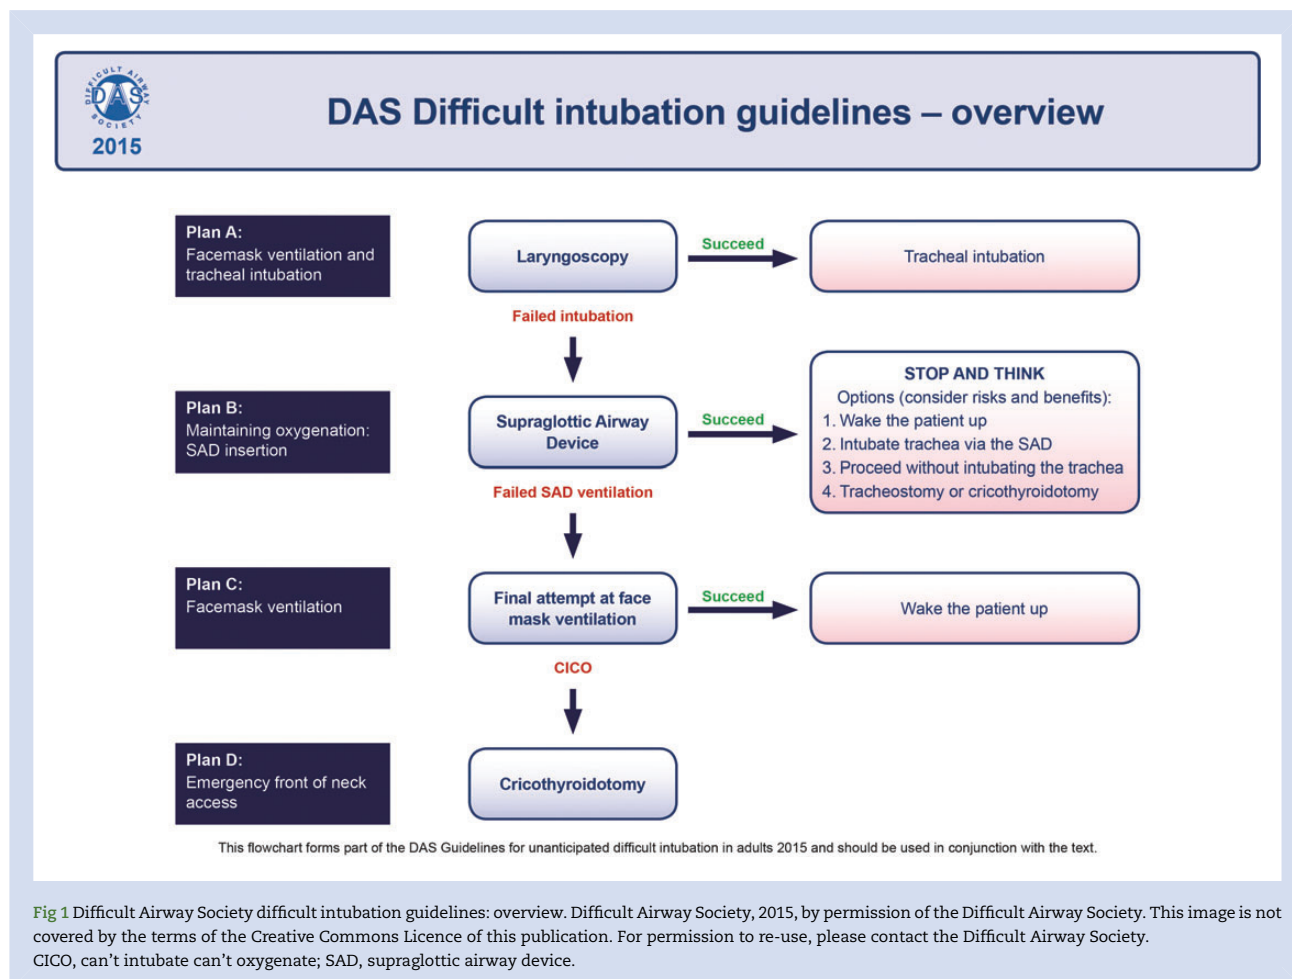 DIFFICULT AIRWAY
DAS
SOCIETY
2015
DAS Difficult intubation guidelines – overview
Plan A:
Facemask ventilation and
tracheal intubation
Laryngoscopy
Succeed
Tracheal intubation
Failed intubation
Plan B:
Maintaining oxygenation:
SAD insertion
Supraglottic Airway
Device
Succeed
STOP AND THINK
Options (consider risks and benefits):
1. Wake the patient up
2. Intubate trachea via the SAD
3. Proceed without intubating the trachea
4. Tracheostomy or cricothyroidotomy
Failed SAD ventilation
Plan C:
Facemask ventilation
Final attempt at face
mask ventilation
Succeed
Wake the patient up
CICO
Plan D:
Emergency front of neck
access
Cricothyroidotomy
This flowchart forms part of the DAS Guidelines for unanticipated difficult intubation in adults 2015 and should be used in conjunction with the text.
Fig 1 Difficult Airway Society difficult intubation guidelines: overview. Difficult Airway Society, 2015, by permission of the Difficult Airway Society. This image is not
covered by the terms of the Creative Commons Licence of this publication. For permission to re-use, please contact the Difficult Airway Society.
CICO, can’t intubate can’t oxygenate; SAD, supraglottic airway device.